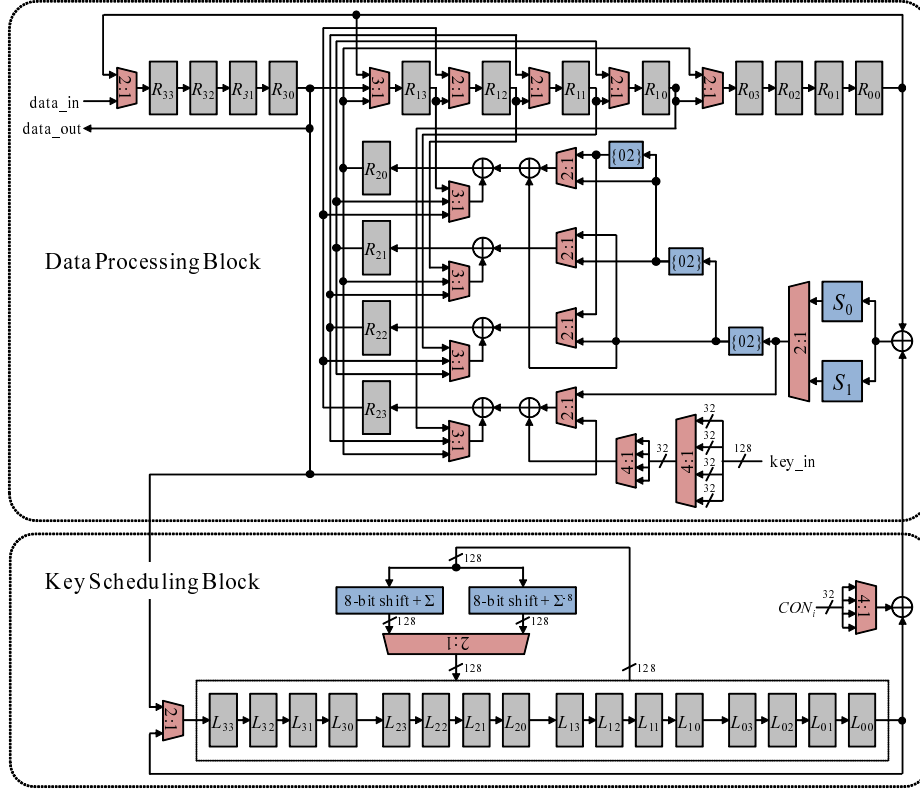 2:1 R33 R32 R31 R30 3:1 R13 2:1 R12 2:1 R11 2:1 R10 2:1 R03 R02 R01 R00
data_in
data_out
R20 3:1 2:1 {02}
R21 3:1 2:1 {02}
Data Processing Block
R22 3:1 2:1 {02} 2:1 S0
S1
R23 3:1 2:1
4:1 32 4:1 32 32 32 32 128 key_in
Key Scheduling Block
128
8-bit shift + Σ 8-bit shift + Σ-8
128 128
2:1
128 128
CONi 32 4:1
2:1 L33 L32 L31 L30 L23 L22 L21 L20 L13 L12 L11 L10 L03 L02 L01 L00